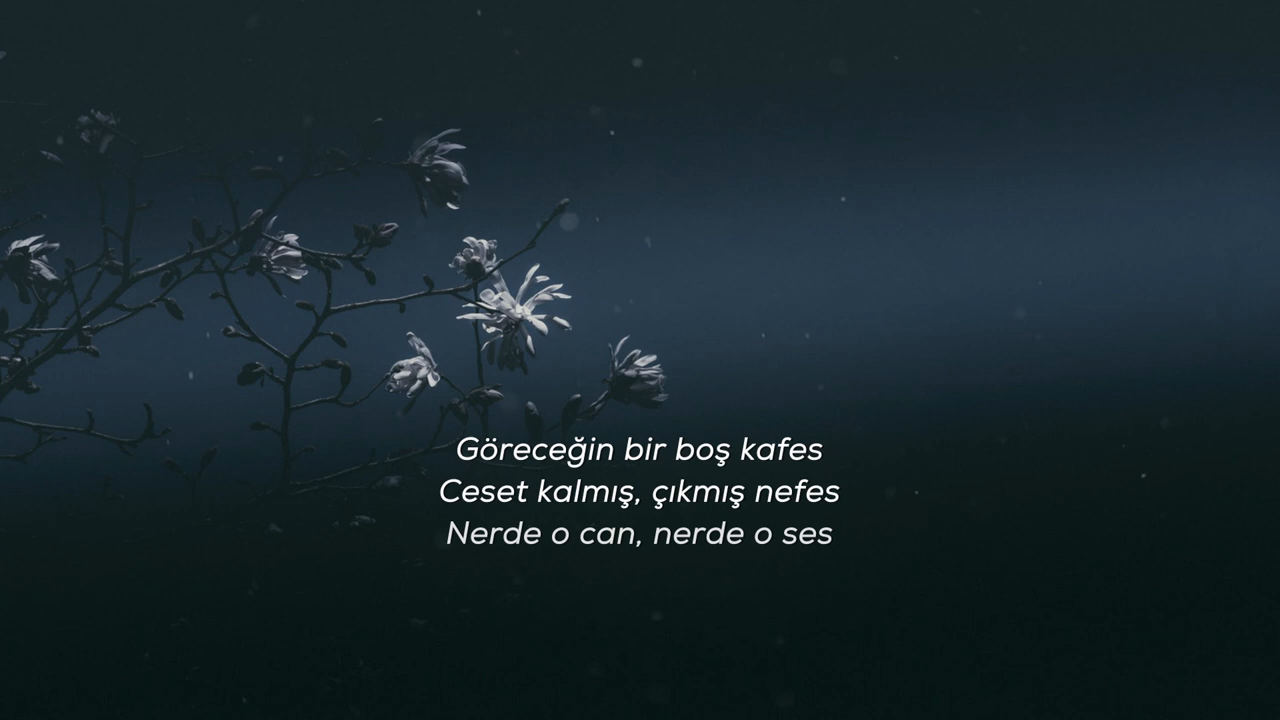 Göreceğin bir boş kafes
Ceset kalmış, çıkmış nefes
Nerde o can, nerde o ses